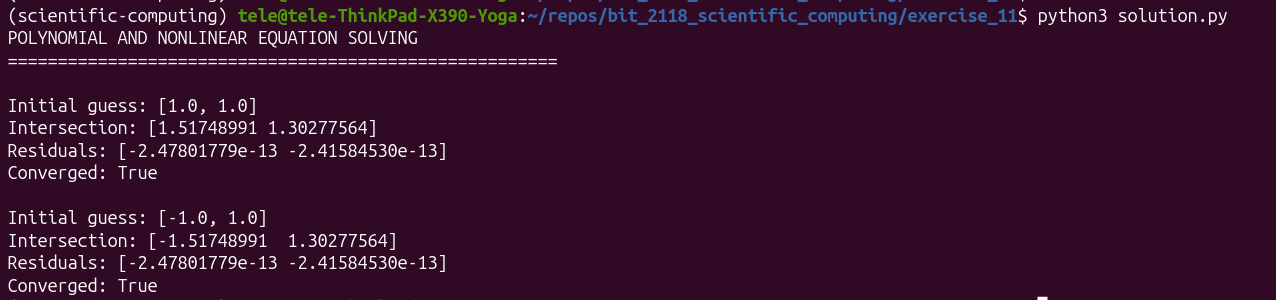 (scientific-computing) tele@tele-ThinkPad-X390-Yoga:~/repos/bit_2118_scientific_computing/exercise_11$ python3 solution.py
POLYNOMIAL AND NONLINEAR EQUATION SOLVING
=======================================================
Initial guess: [1.0, 1.0]
Intersection: [1.51748991 1.30277564]
Residuals: [-2.47801779e-13 -2.41584530e-13]
Converged: True
Initial guess: [-1.0, 1.0]
Intersection: [-1.51748991  1.30277564]
Residuals: [-2.47801779e-13 -2.41584530e-13]
Converged: True